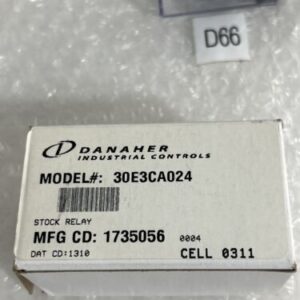 D66
DANAHER
INDUSTRIAL CONTROLS
MODEL#: 30E3CA024
STOCK RELAY
MFG CD: 1735056 0004
DAT CD:1310 CELL 0311